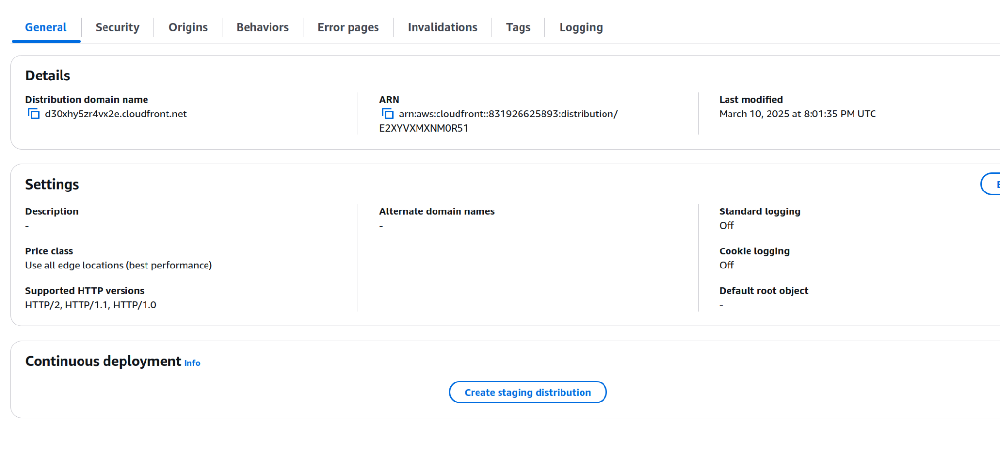 General
Security
Origins
Behaviors
Error pages
Invalidations
Tags
Logging
Details
Distribution domain name
d30xhy5zr4vx2e.cloudfront.net
ARN
arn:aws:cloudfront::831926625893:distribution/
E2XYVXMXNM0R51
Last modified
March 10, 2025 at 8:01:35 PM UTC
Settings
Description
-
Price class
Use all edge locations (best performance)
Supported HTTP versions
HTTP/2, HTTP/1.1, HTTP/1.0
Alternate domain names
-
Standard logging
Off
Cookie logging
Off
Default root object
-
Continuous deployment Info
Create staging distribution